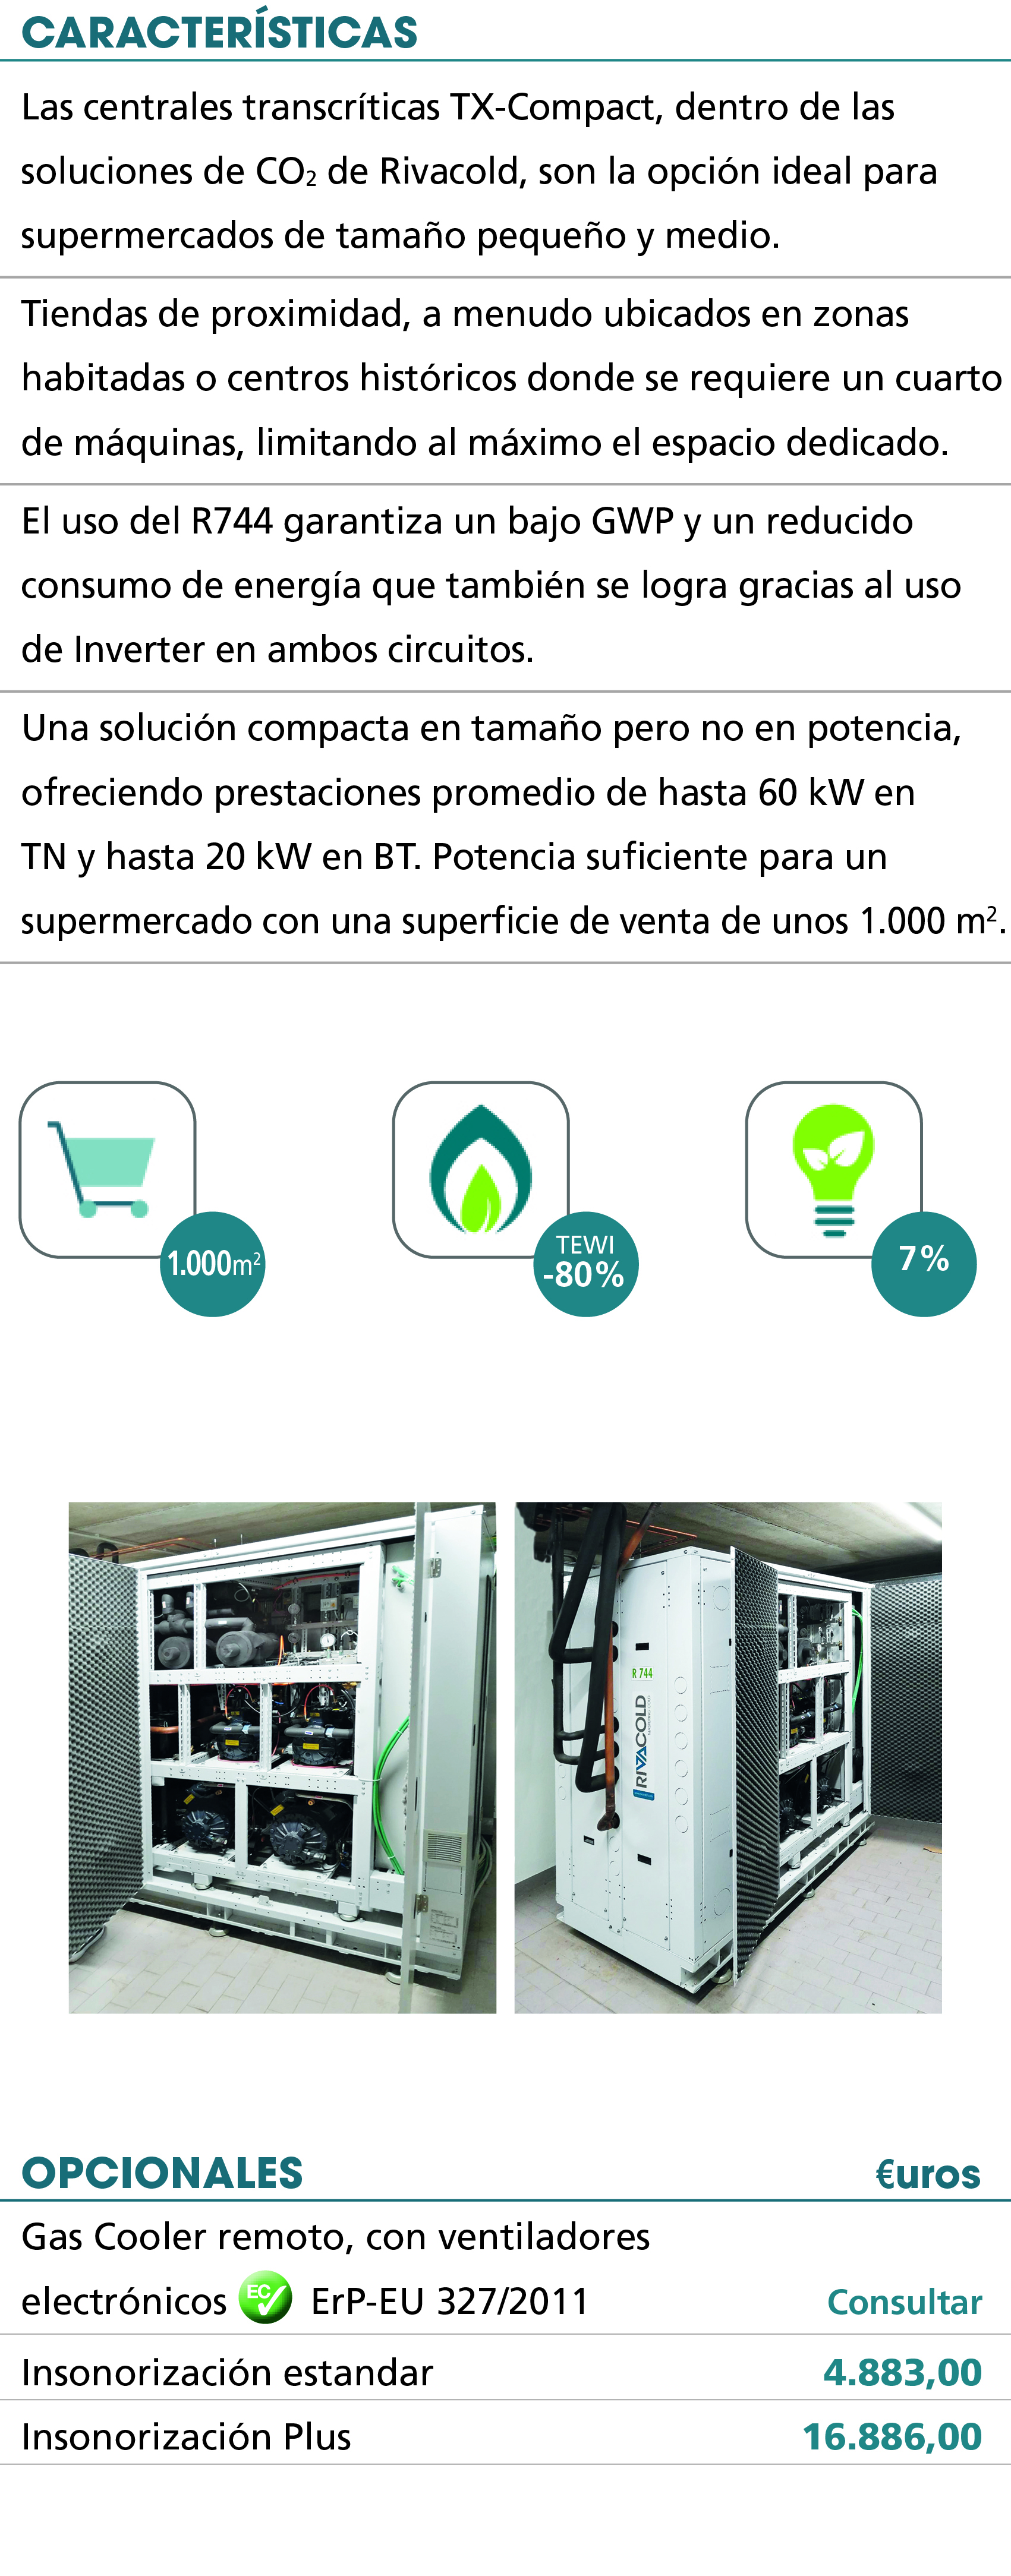 CARACTERÍSTICAS
Las centrales transcríticas TX-Compact, dentro de las
soluciones de CO₂ de Rivacold, son la opción ideal para
supermercados de tamaño pequeño y medio.
Tiendas de proximidad, a menudo ubicados en zonas
habitadas o centros históricos donde se requiere un cuarto
de máquinas, limitando al máximo el espacio dedicado.
El uso del R744 garantiza un bajo GWP y un reducido
consumo de energía que también se logra gracias al uso
de Inverter en ambos circuitos.
Una solución compacta en tamaño pero no en potencia,
ofreciendo prestaciones promedio de hasta 60 kW en
TN y hasta 20 kW en BT. Potencia suficiente para un
supermercado con una superficie de venta de unos 1.000 m².
1.000m²
TEWI
-80%
7%
R 744
RIVACOLD
OPCIONALES €uros
Gas Cooler remoto, con ventiladores
electrónicos EC ErP-EU 327/2011 Consultar
Insonorización estandar 4.883,00
Insonorización Plus 16.886,00